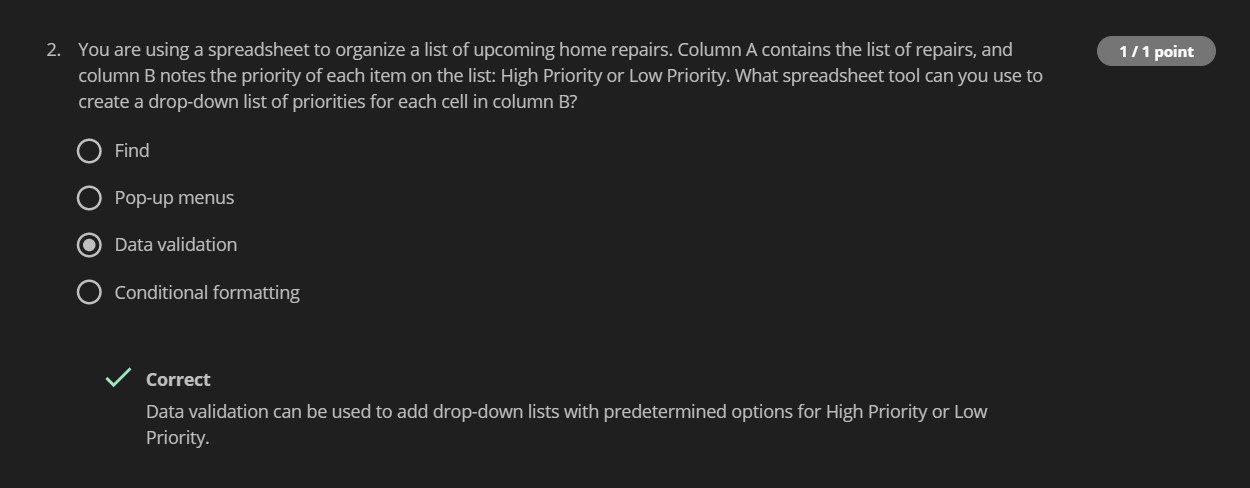 2. You are using a spreadsheet to organize a list of upcoming home repairs. Column A contains the list of repairs, and
1 / 1 point
column B notes the priority of each item on the list: High Priority or Low Priority. What spreadsheet tool can you use to
create a drop-down list of priorities for each cell in column B?
Find
Pop-up menus
Data validation
Conditional formatting
Correct
Data validation can be used to add drop-down lists with predetermined options for High Priority or Low
Priority.